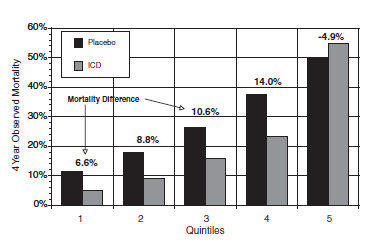 60%
50%
40%
30%
20%
10%
0%
4 Year Observed Mortality
Placebo
ICD
Mortality Difference
6.6%
8.8%
10.6%
14.0%
-4.9%
1 2 3 4 5
Quintiles